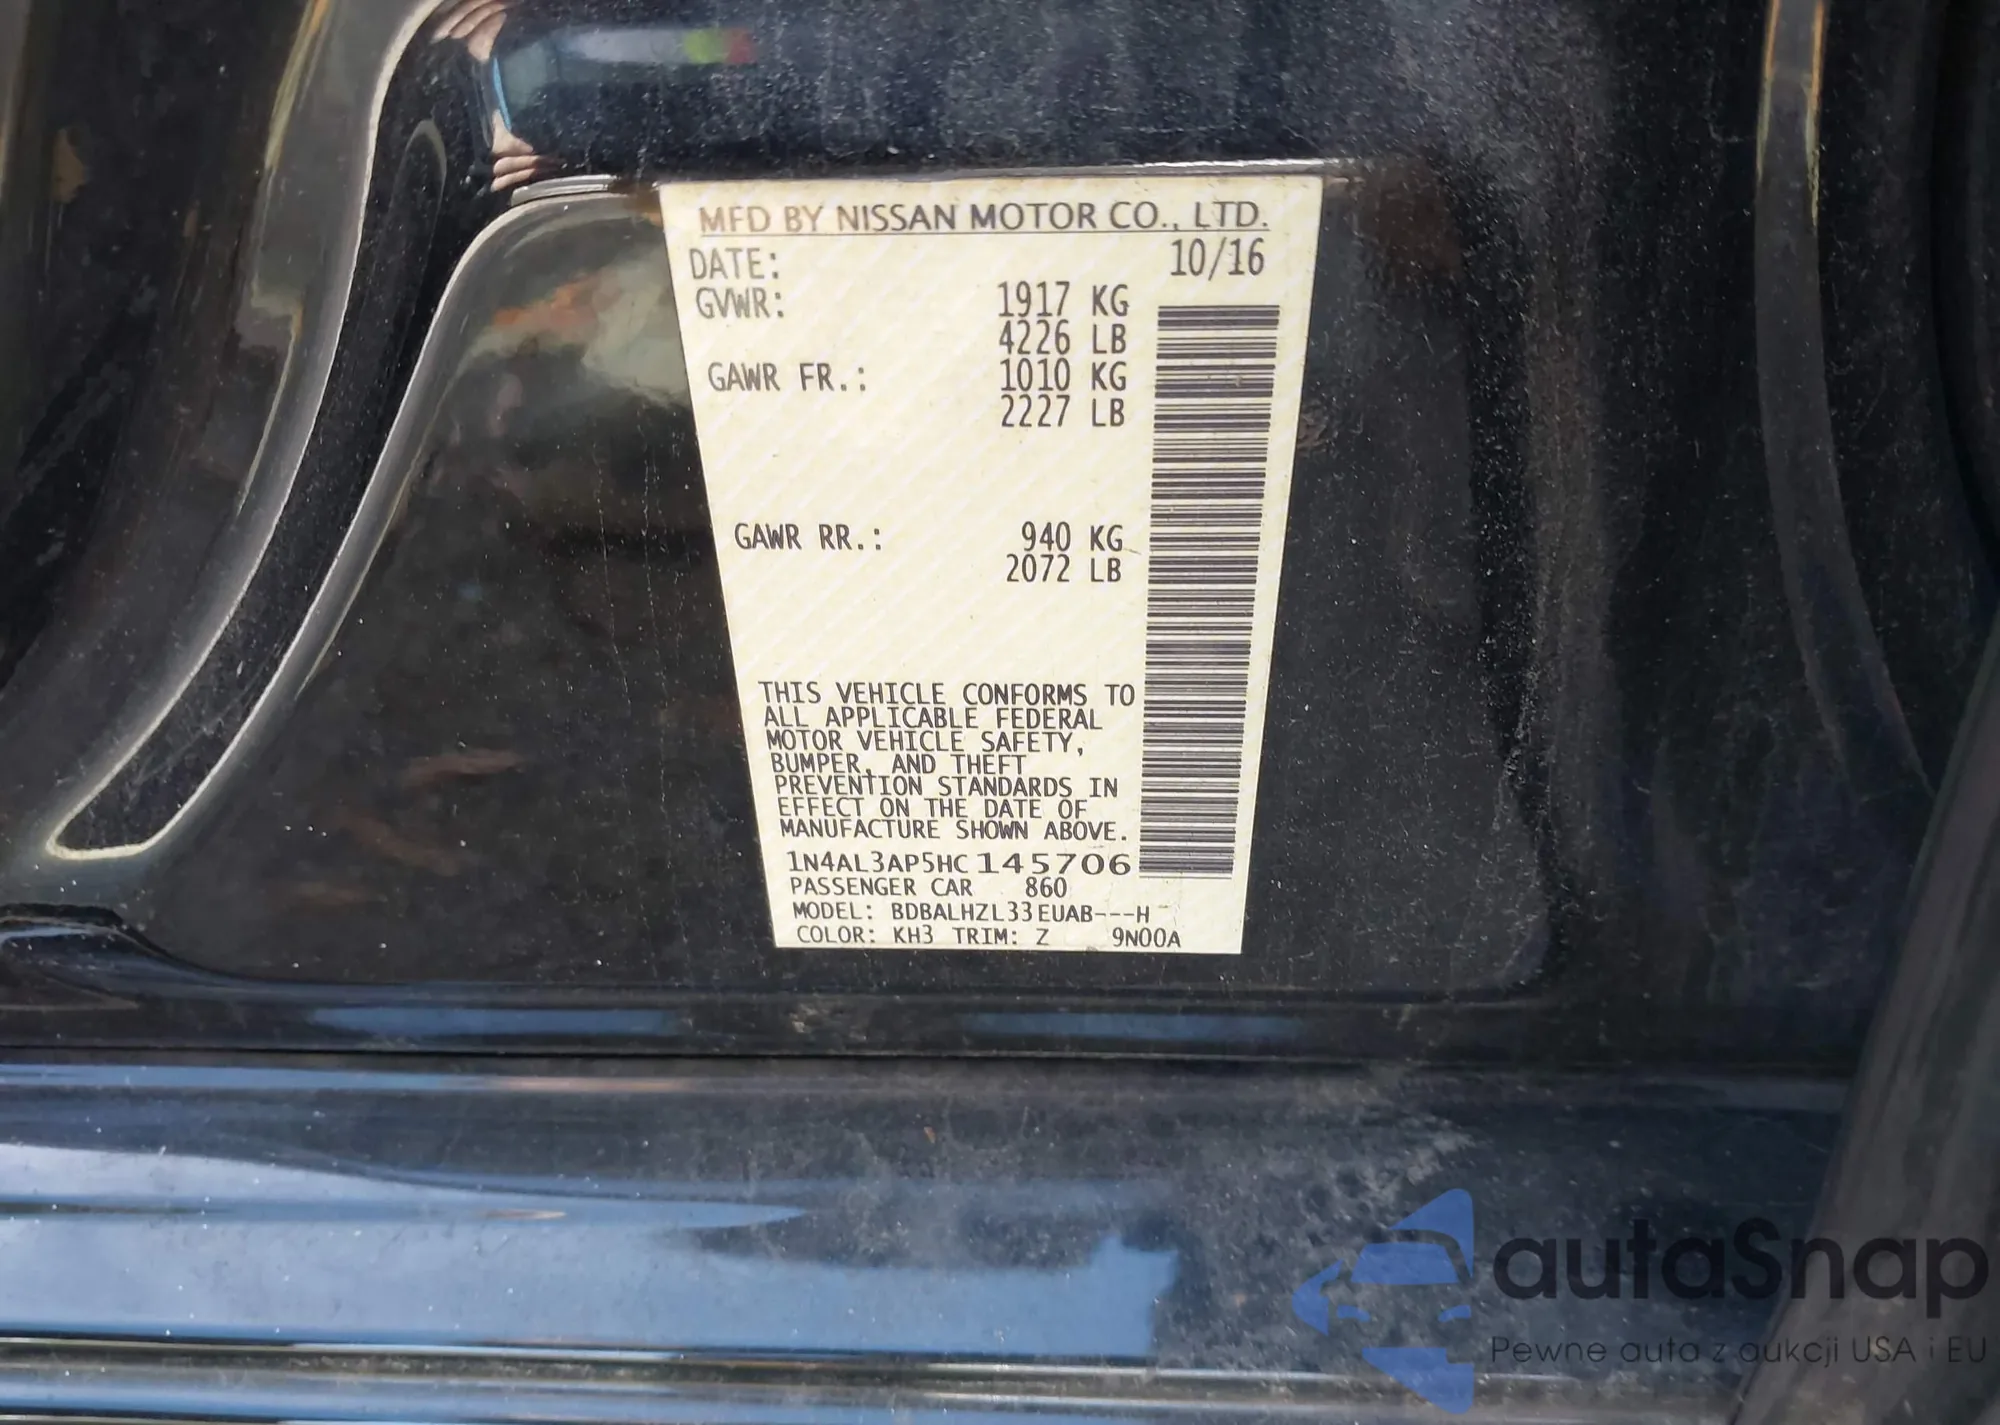 MFD BY NISSAN MOTOR CO., LTD.
DATE: 10/16
GVWR: 1917 KG
4226 LB
GAWR FR.: 1010 KG
2227 LB
GAWR RR.: 940 KG
2072 LB
THIS VEHICLE CONFORMS TO
ALL APPLICABLE FEDERAL
MOTOR VEHICLE SAFETY,
BUMPER, AND THEFT
PREVENTION STANDARDS IN
EFFECT ON THE DATE OF
MANUFACTURE SHOWN ABOVE.
1N4AL3AP5HC145706
PASSENGER CAR 860
MODEL: BDBALHZL33EUAB---H
COLOR: KH3 TRIM: Z 9N00A
autaSnap
Pewne auta z aukcji USA i EU